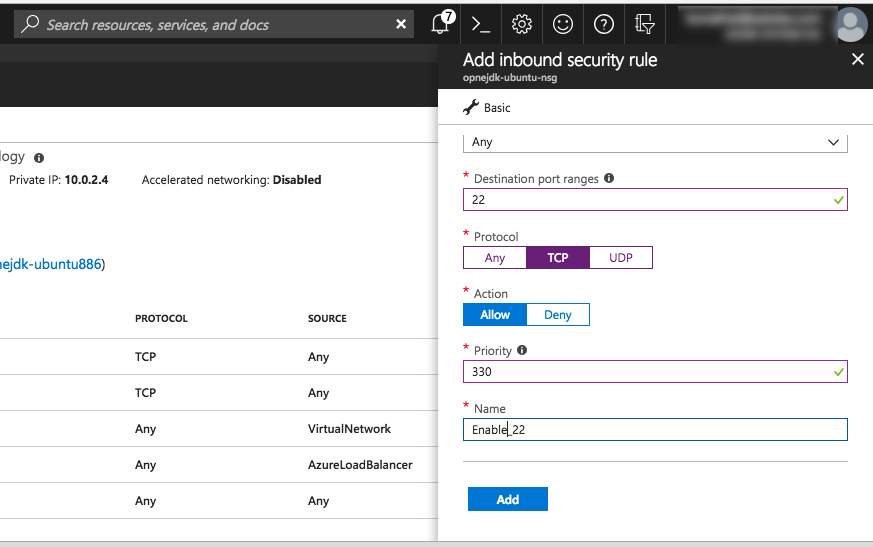 Search resources, services, and docs
7
Add inbound security rule
opnejdk-ubuntu-nsg
Basic
logy
Private IP: 10.0.2.4 Accelerated networking: Disabled
nejdk-ubuntu886)
PROTOCOL SOURCE
TCP Any
TCP Any
Any VirtualNetwork
Any AzureLoadBalancer
Any Any
Any
* Destination port ranges
22
* Protocol
Any TCP UDP
* Action
Allow Deny
* Priority
330
* Name
Enable_22
Add